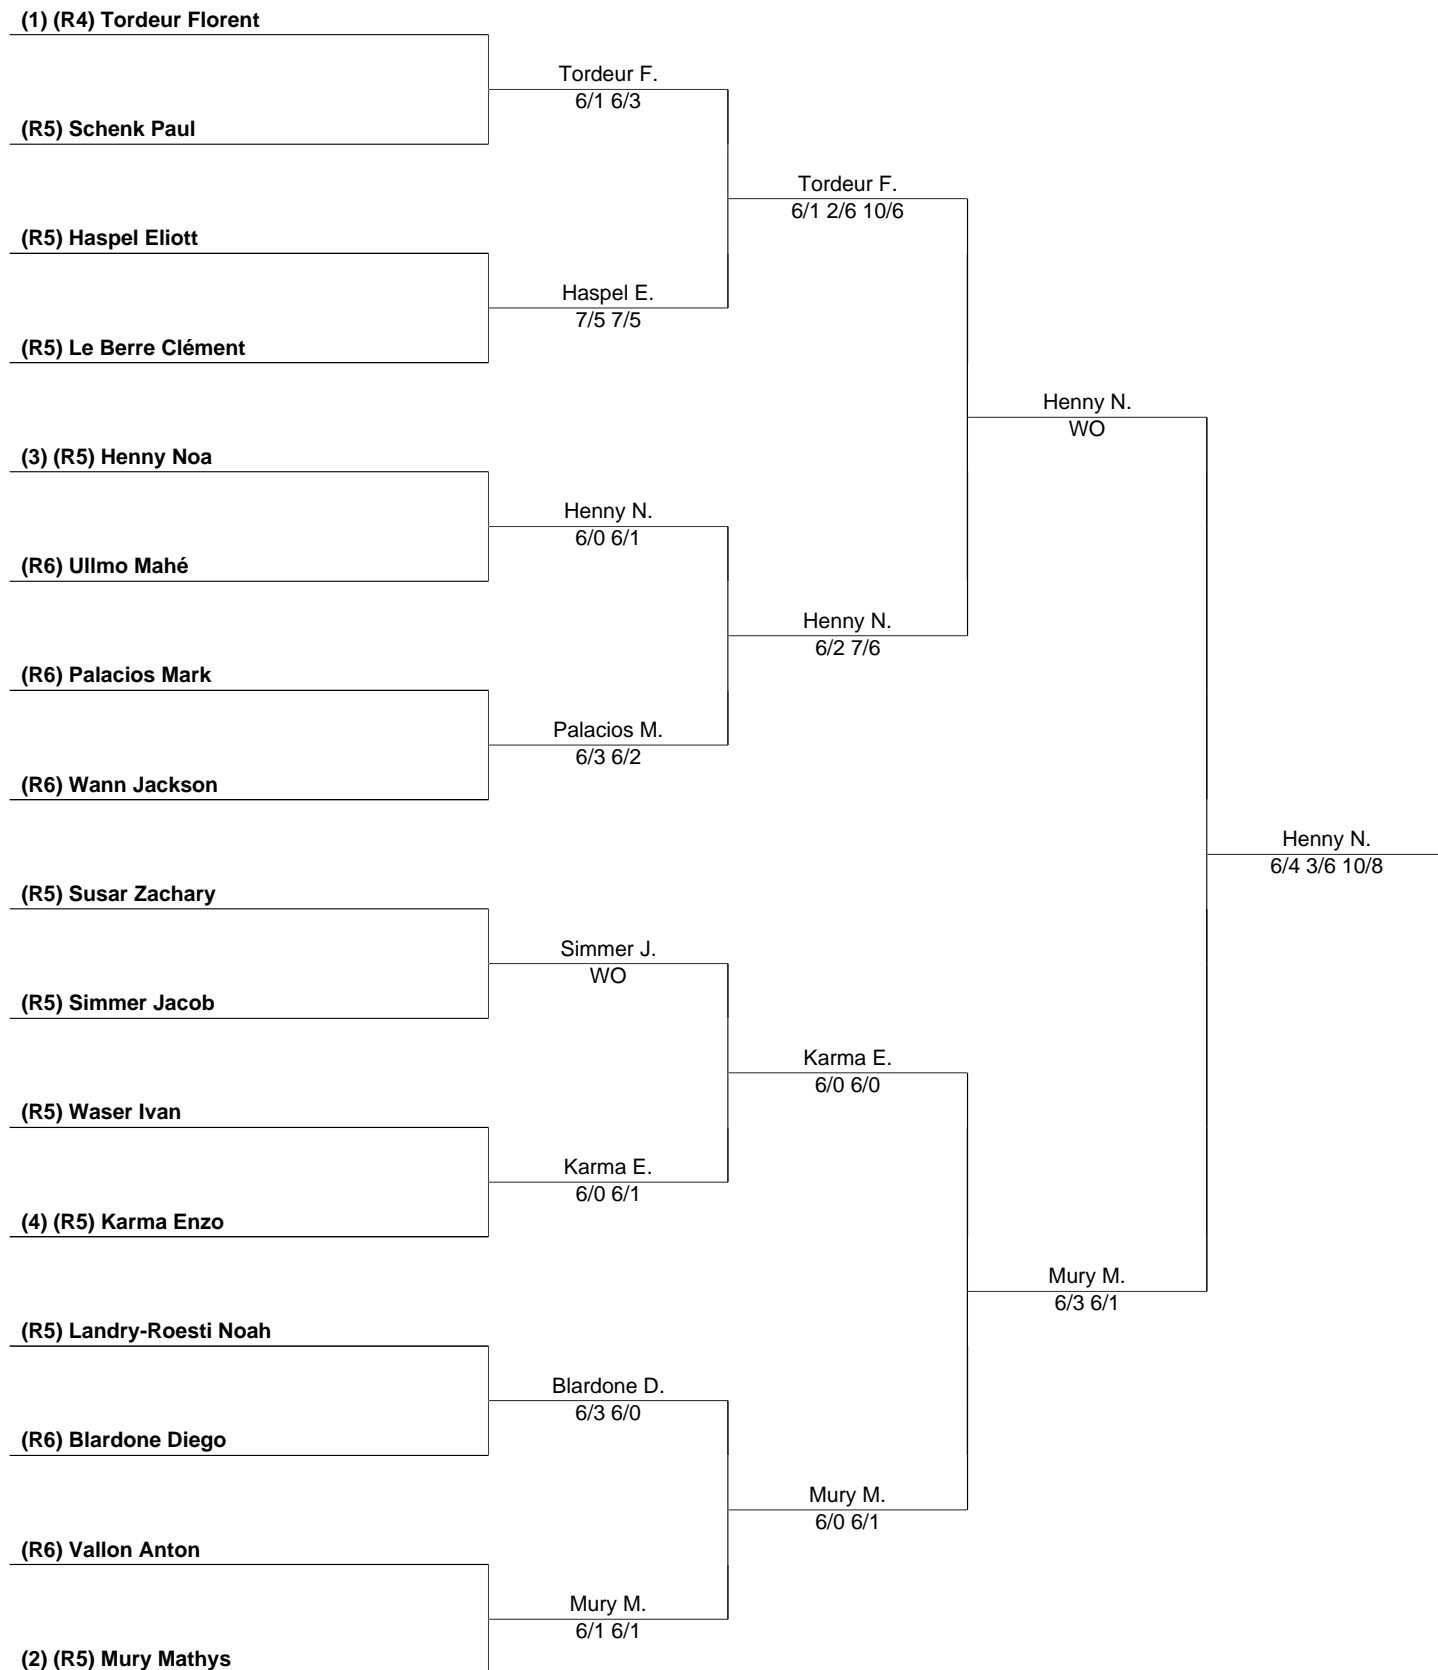 (1) (R4) Tordeur Florent
Tordeur F.
6/1 6/3
(R5) Schenk Paul
Tordeur F.
6/1 2/6 10/6
(R5) Haspel Eliott
Haspel E.
7/5 7/5
(R5) Le Berre Clément
Henny N.
WO
(3) (R5) Henny Noa
Henny N.
6/0 6/1
(R6) Ullmo Mahé
Henny N.
6/2 7/6
(R6) Palacios Mark
Palacios M.
6/3 6/2
(R6) Wann Jackson
Henny N.
6/4 3/6 10/8
(R5) Susar Zachary
Simmer J.
WO
(R5) Simmer Jacob
Karma E.
6/0 6/0
(R5) Waser Ivan
Karma E.
6/0 6/1
(4) (R5) Karma Enzo
Mury M.
6/3 6/1
(R5) Landry-Roesti Noah
Blardone D.
6/3 6/0
(R6) Blardone Diego
Mury M.
6/0 6/1
(R6) Vallon Anton
Mury M.
6/1 6/1
(2) (R5) Mury Mathys